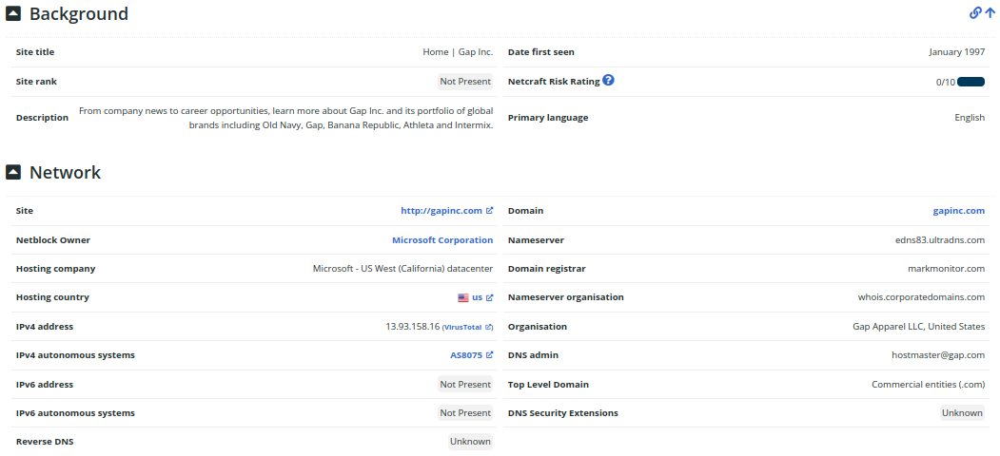 Background
Site title Home | Gap Inc. Date first seen January 1997
Site rank Not Present Netcraft Risk Rating ? 0/10
Description From company news to career opportunities, learn more about Gap Inc. and its portfolio of global
brands including Old Navy, Gap, Banana Republic, Athleta and Intermix. Primary language English
Network
Site http://gapinc.com Domain gapinc.com
Netblock Owner Microsoft Corporation Nameserver edns83.ultradns.com
Hosting company Microsoft - US West (California) datacenter Domain registrar markmonitor.com
Hosting country us Nameserver organisation whois.corporatedomains.com
IPv4 address 13.93.158.16 (VirusTotal) Organisation Gap Apparel LLC, United States
IPv4 autonomous systems AS8075 DNS admin hostmaster@gap.com
IPv6 address Not Present Top Level Domain Commercial entities (.com)
IPv6 autonomous systems Not Present DNS Security Extensions Unknown
Reverse DNS Unknown